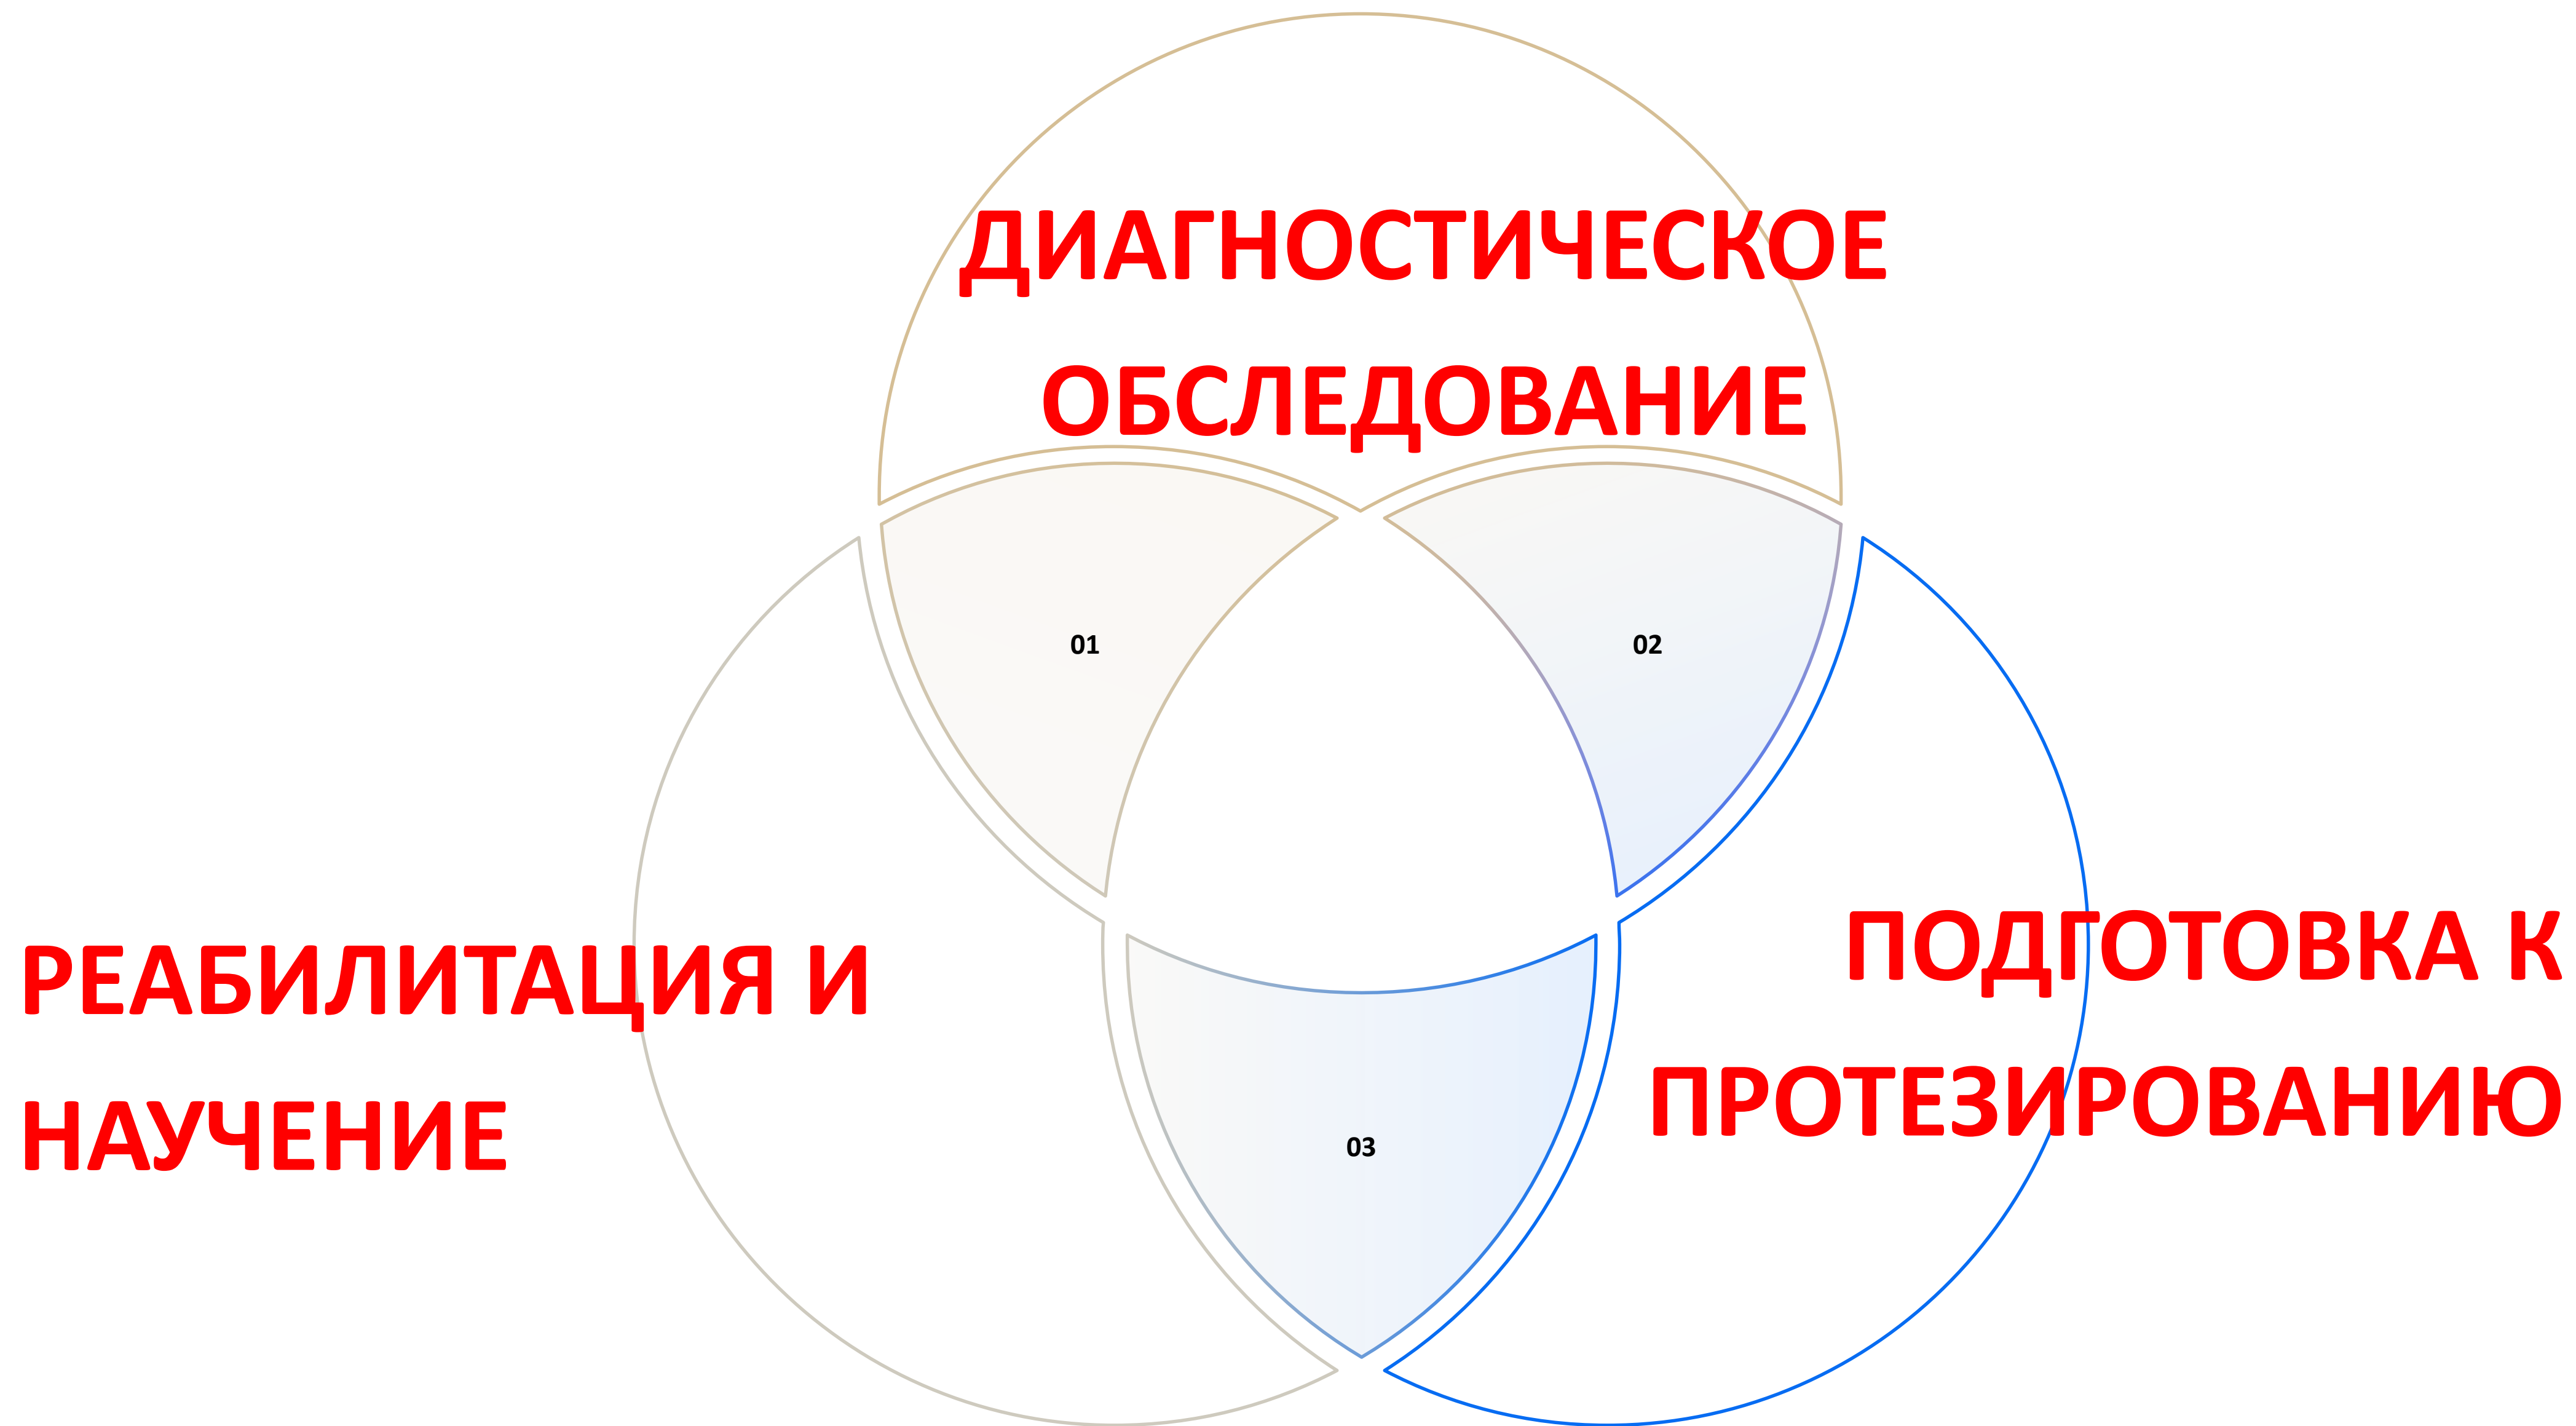 ДИАГНОСТИЧЕСКОЕ
ОБСЛЕДОВАНИЕ
01
02
РЕАБИЛИТАЦИЯ И
НАУЧЕНИЕ
ПОДГОТОВКА К
ПРОТЕЗИРОВАНИЮ
03